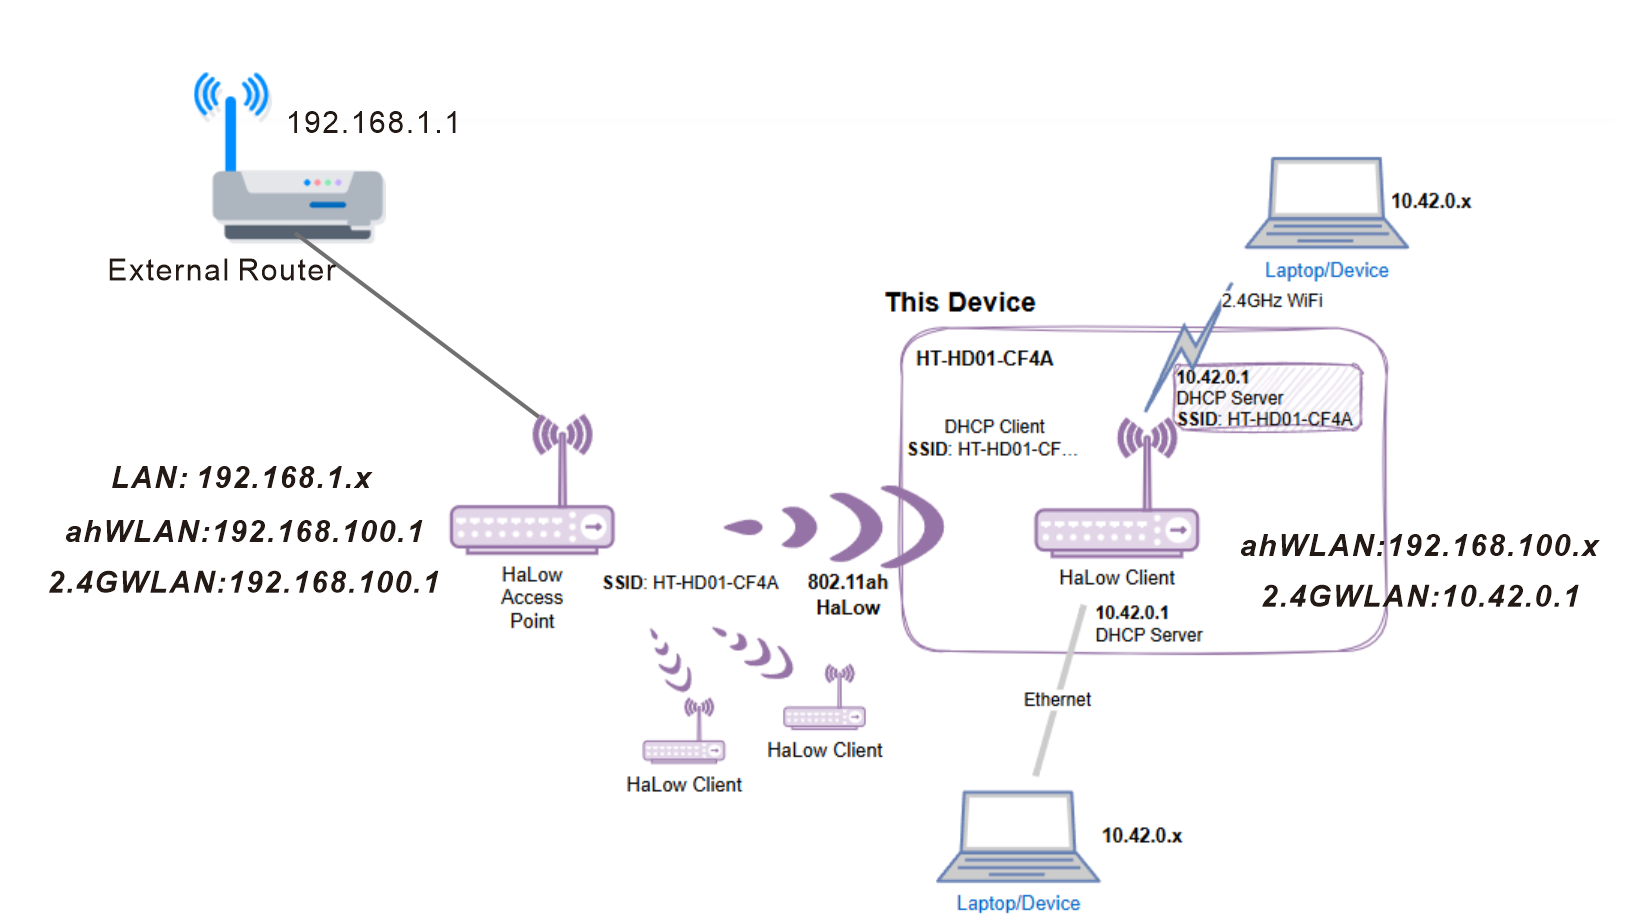 192.168.1.1
External Router
10.42.0.x
Laptop/Device
2.4GHz WiFi
This Device
HT-HD01-CF4A
10.42.0.1
DHCP Server
SSID: HT-HD01-CF4A
DHCP Client
SSID: HT-HD01-CF...
LAN: 192.168.1.x
ahWLAN:192.168.100.1
2.4GWLAN:192.168.100.1
HaLow
Access
Point
SSID: HT-HD01-CF4A
802.11ah
HaLow
HaLow Client
10.42.0.1
DHCP Server
ahWLAN:192.168.100.x
2.4GWLAN:10.42.0.1
Ethernet
HaLow Client
HaLow Client
10.42.0.x
Laptop/Device